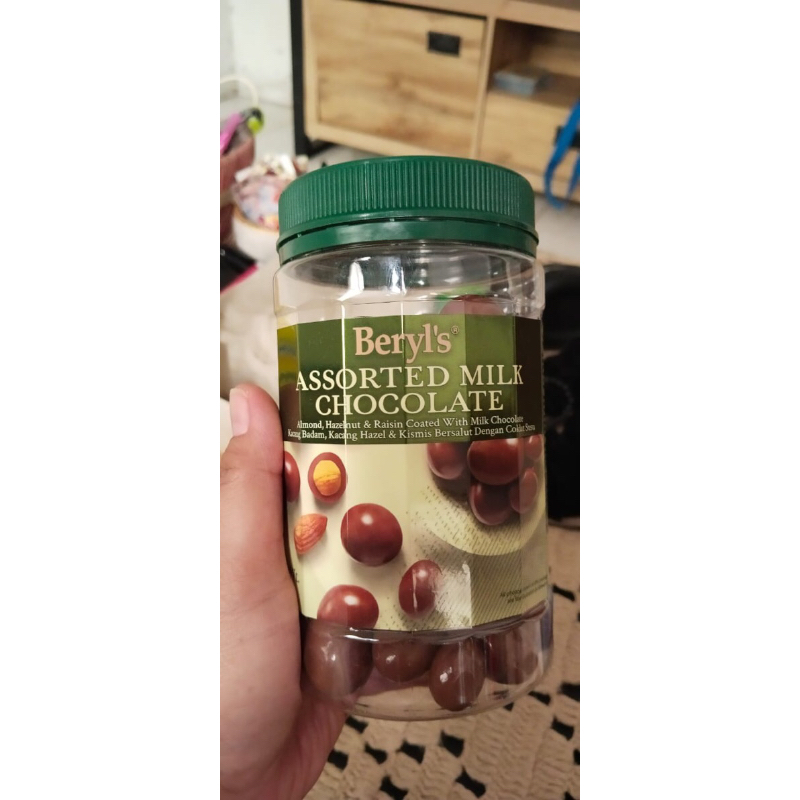 Beryl's®
ASSORTED MILK
CHOCOLATE
Almond, Hazelnut & Raisin Coated With Milk Chocolate
Kacang Badam, Kacang Hazel & Kismis Bersalut Dengan Coklat Susu